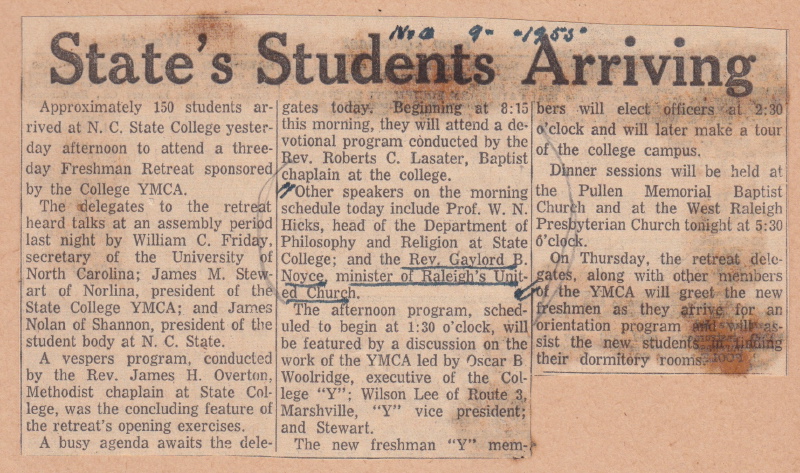 9- -1955
State's Students Arriving
Approximately 150 students ar-
rived at N. C. State College yester-
day afternoon to attend a three-
day Freshman Retreat sponsored
by the College YMCA.
The delegates to the retreat
heard talks at an assembly period
last night by William C. Friday,
secretary of the University of
North Carolina; James M. Stew-
art of Norlina, president of the
State College YMCA; and James
Nolan of Shannon, president of the
student body at N. C. State.
A vespers program, conducted
by the Rev. James H. Overton,
Methodist chaplain at State Col-
lege, was the concluding feature of
the retreat's opening exercises.
A busy agenda awaits the dele-
gates today. Beginning at 8:15
this morning, they will attend a de-
votional program conducted by the
Rev. Roberts C. Lasater, Baptist
chaplain at the college.
Other speakers on the morning
schedule today include Prof. W. N.
Hicks, head of the Department of
Philosophy and Religion at State
College; and the Rev. Gaylord B.
Noyce, minister of Raleigh's Unit-
ed Church.
The afternoon program, sched-
uled to begin at 1:30 o'clock, will
be featured by a discussion on the
work of the YMCA led by Oscar B
Woolridge, executive of the Col-
lege "Y"; Wilson Lee of Route 3,
Marshville, "Y" vice president;
and Stewart.
The new freshman "Y" mem-
bers will elect officers at 2:30
o'clock and will later make a tour
of the college campus.
Dinner sessions will be held at
the Pullen Memorial Baptist
Church and at the West Raleigh
Presbyterian Church tonight at 5:30
o'clock.
On Thursday, the retreat dele-
gates, along with other members
of the YMCA will greet the new
freshmen as they arrive for an
orientation program and will as-
sist the new students in finding
their dormitory rooms.